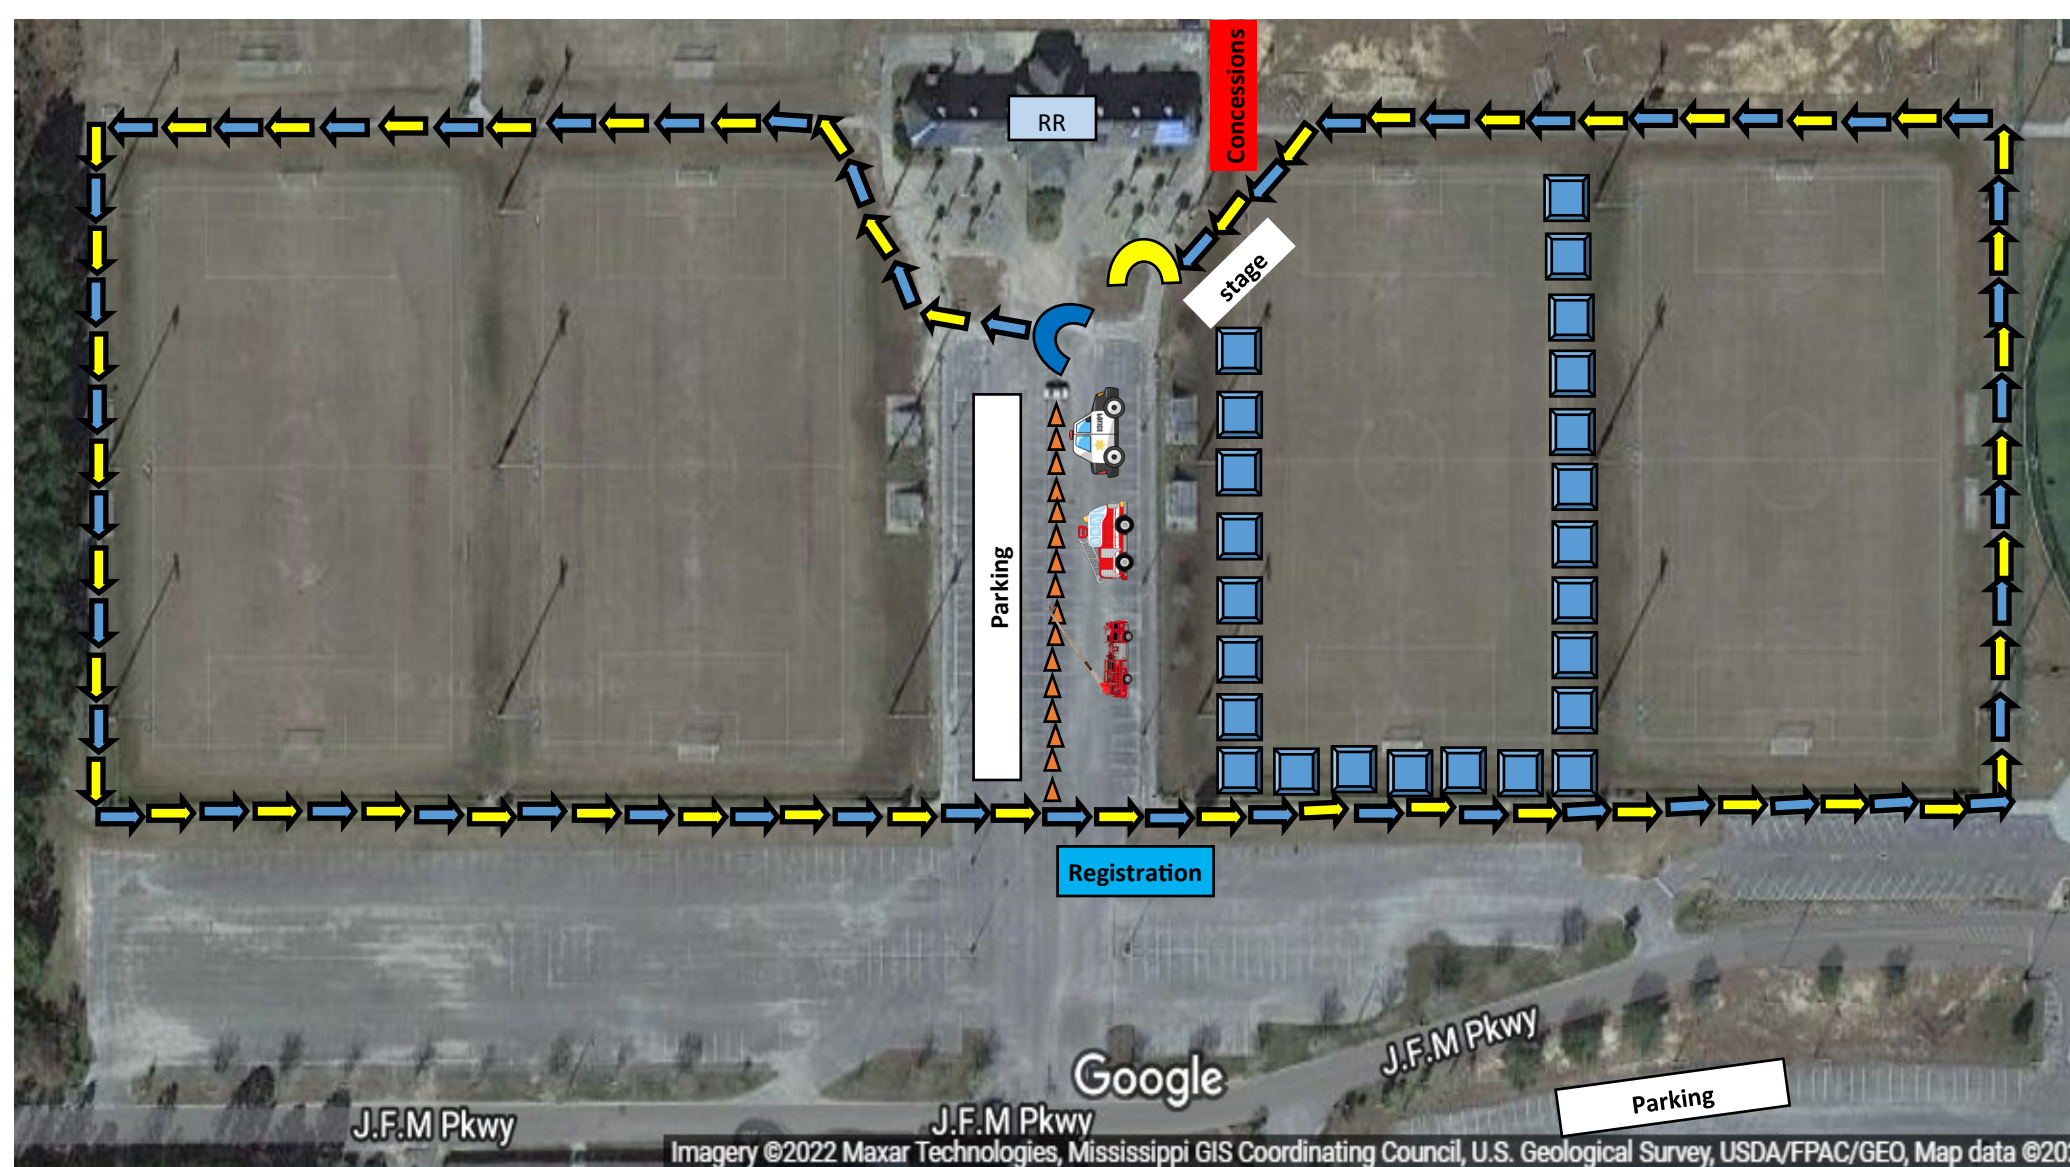 Concessions
RR
stage
Parking
Registration
Google
J.F.M Pkwy
J.F.M Pkwy
J.F.M Pkwy
Parking
Imagery ©2022 Maxar Technologies, Mississippi GIS Coordinating Council, U.S. Geological Survey, USDA/FPAC/GEO, Map data ©20